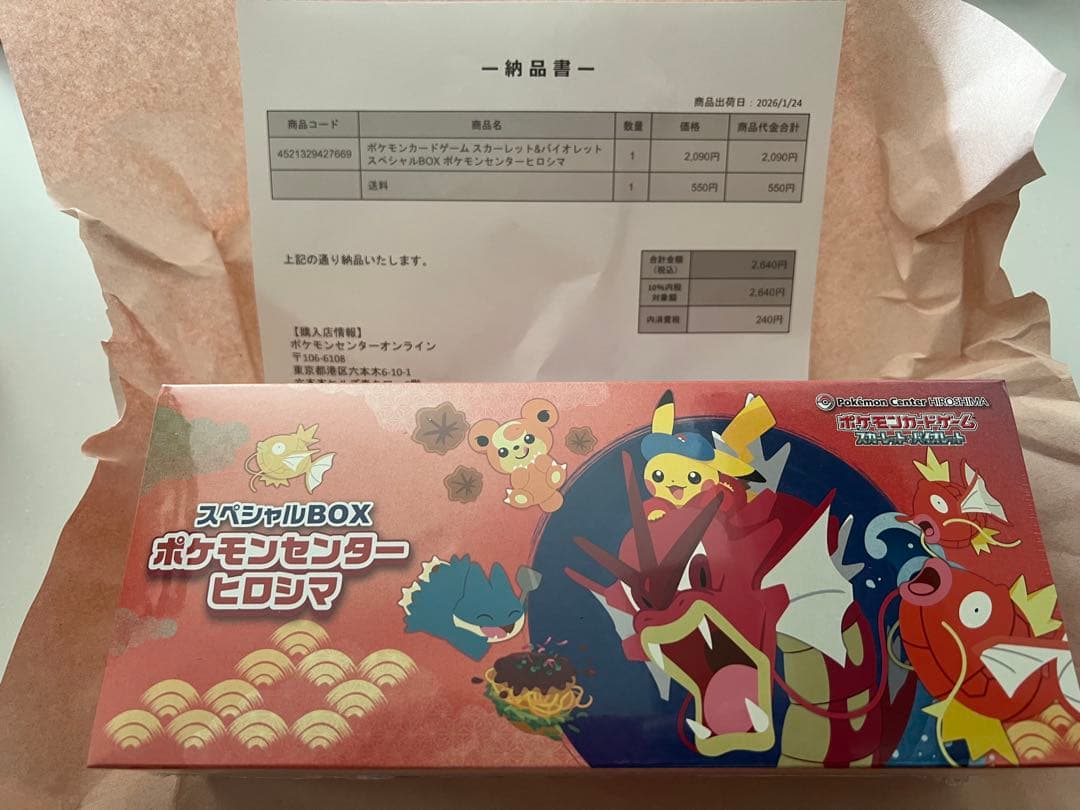 ー納品書ー
商品出荷日：2026/1/24
商品コード 商品名 数量 価格 商品代金合計
4521329427669 ポケモンカードゲーム スカーレット&バイオレット 1 2,090円 2,090円
スペシャルBOX ポケモンセンターヒロシマ
送料 1 550円 550円
上記の通り納品いたします。
合計金額 2,640円
（税込）
10%内税 2,640円
対象額
内消費税 240円
【購入店情報】
ポケモンセンターオンライン
〒106-6108
東京都港区六本木6-10-1
Pokémon Center HIROSHIMA
ポケモンカードゲーム
スカーレット&バイオレット
スペシャルBOX
ポケモンセンター
ヒロシマ